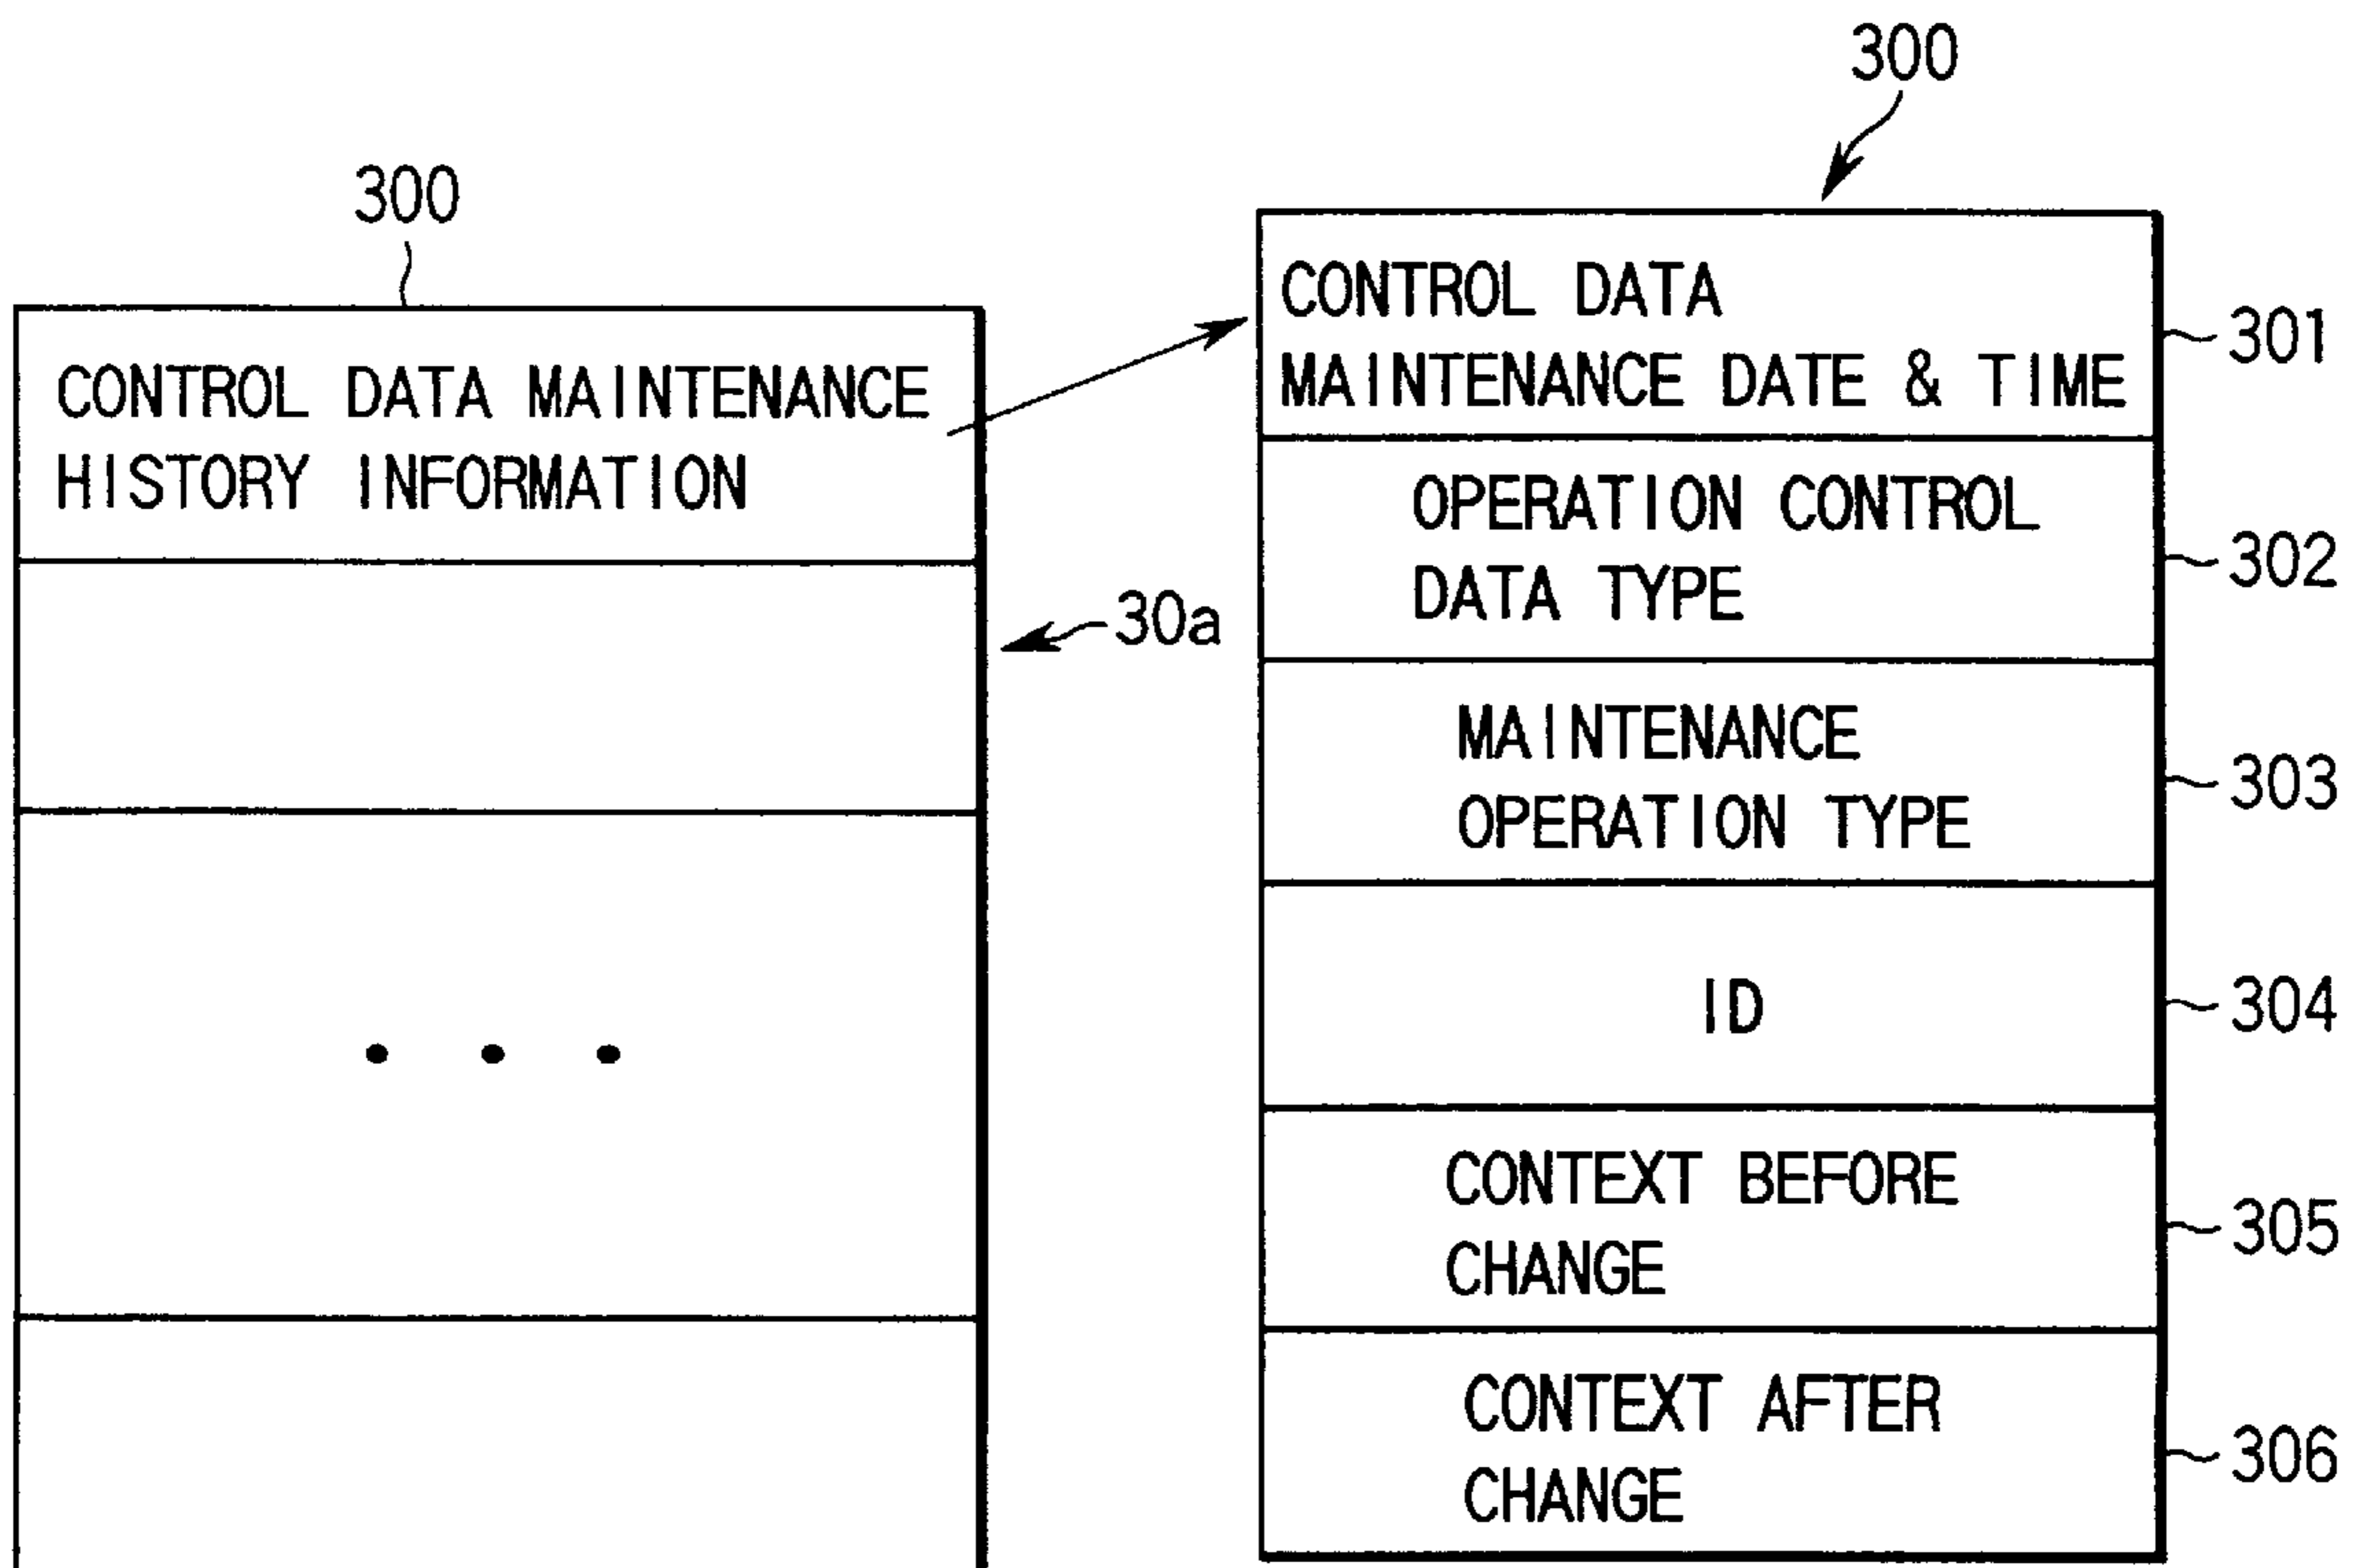 300
CONTROL DATA MAINTENANCE
HISTORY INFORMATION
30a
• • •
300
CONTROL DATA
MAINTENANCE DATE & TIME
301
OPERATION CONTROL
DATA TYPE
302
MAINTENANCE
OPERATION TYPE
303
ID
304
CONTEXT BEFORE
CHANGE
305
CONTEXT AFTER
CHANGE
306